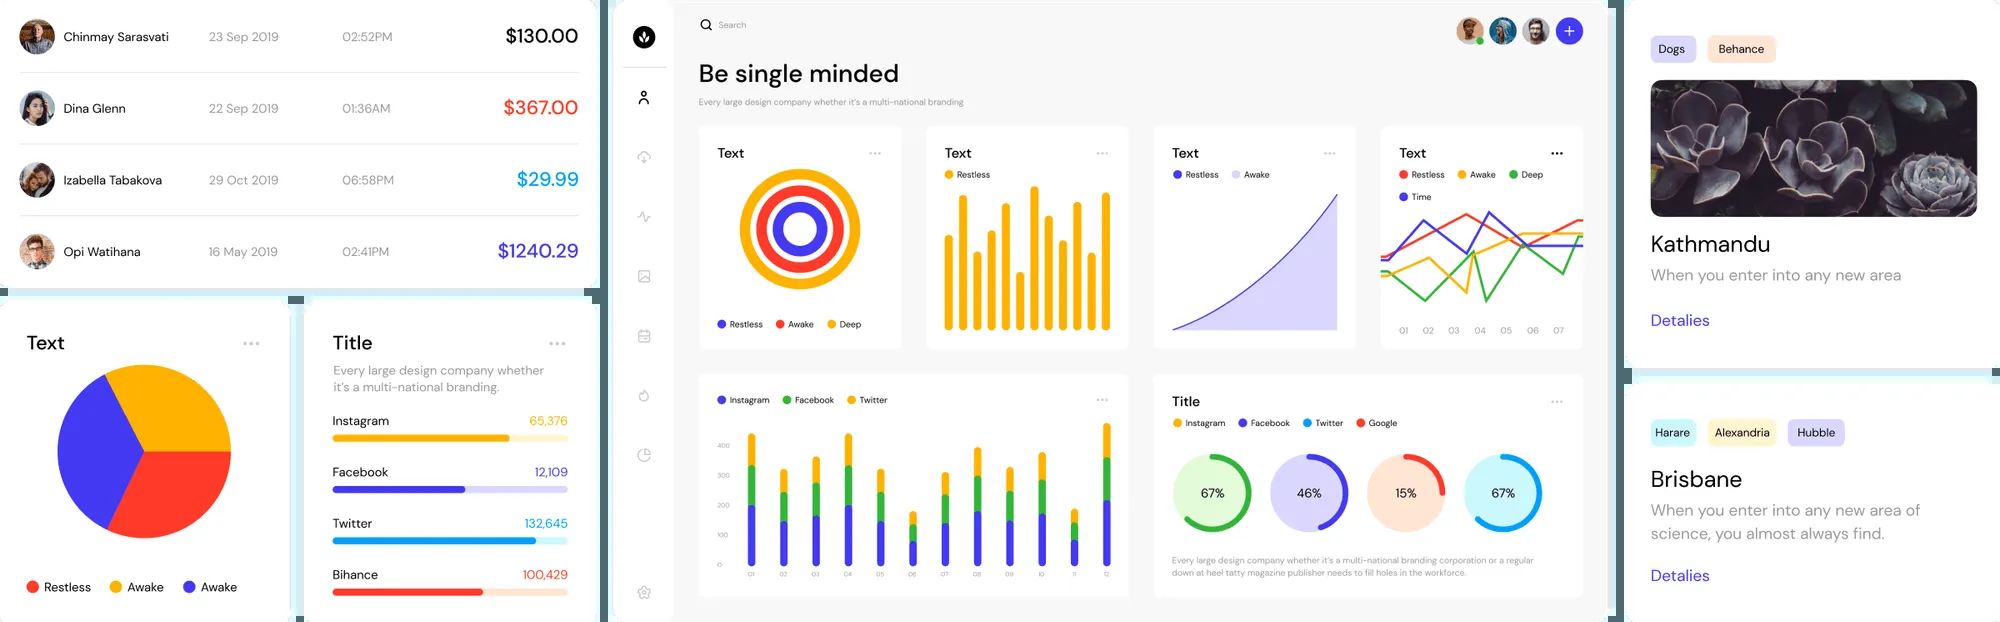 Chinmay Sarasvati 23 Sep 2019 02:52PM $130.00
Dina Glenn 22 Sep 2019 01:36AM $367.00
Izabella Tabakova 29 Oct 2019 06:58PM $29.99
Opi Watihana 16 May 2019 02:41PM $1240.29
Text
Restless Awake Awake
Title
Every large design company whether
it's a multi-national branding.
Instagram 65,376
Facebook 12,109
Twitter 132,645
Bihance 100,429
Search
Be single minded
Every large design company whether it's a multi-national branding
Text
Restless Awake Deep
Text
Restless
Text
Restless Awake
Text
Restless Awake Deep
Time
01 02 03 04 05 06 07
Instagram Facebook Twitter
400
300
200
100
0
01 02 03 04 05 06 07 08 09 10 11 12
Title
Instagram Facebook Twitter Google
67% 46% 15% 67%
Every large design company whether it's a multi-national branding corporation or a regular
down at heel tatty magazine publisher needs to fill holes in the workforce.
Dogs Behance
Kathmandu
When you enter into any new area
Detalies
Harare Alexandria Hubble
Brisbane
When you enter into any new area of
science, you almost always find.
Detalies